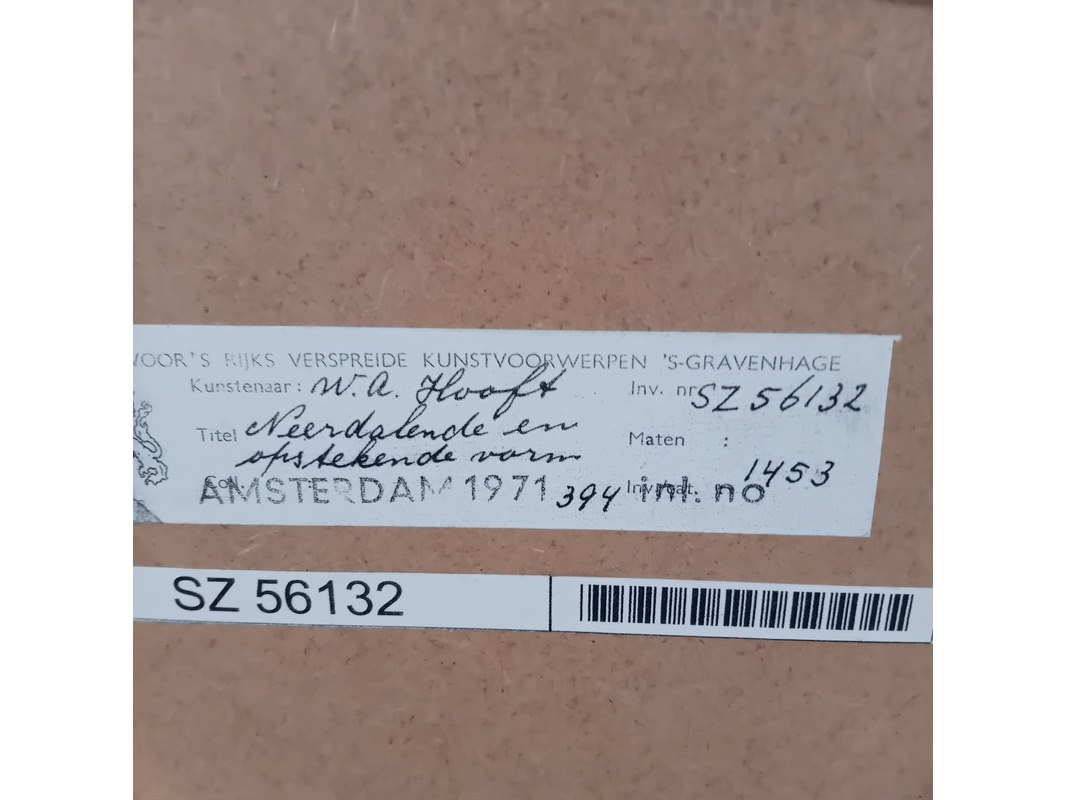 VOOR'S RIJKS VERSPREIDE KUNSTVOORWERPEN 'S-GRAVENHAGE
Kunstenaar: W.A. Hooft Inv. nr SZ 56132
Titel Neerdalende en Maten :
opstekende vorm
AMSTERDAM 1971 394 inl. no 1453
SZ 56132